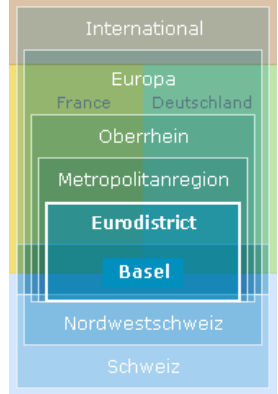 International
Europa
France Deutschland
Oberrhein
Metropolitanregion
Eurodistrict
Basel
Nordwestschweiz
Schweiz